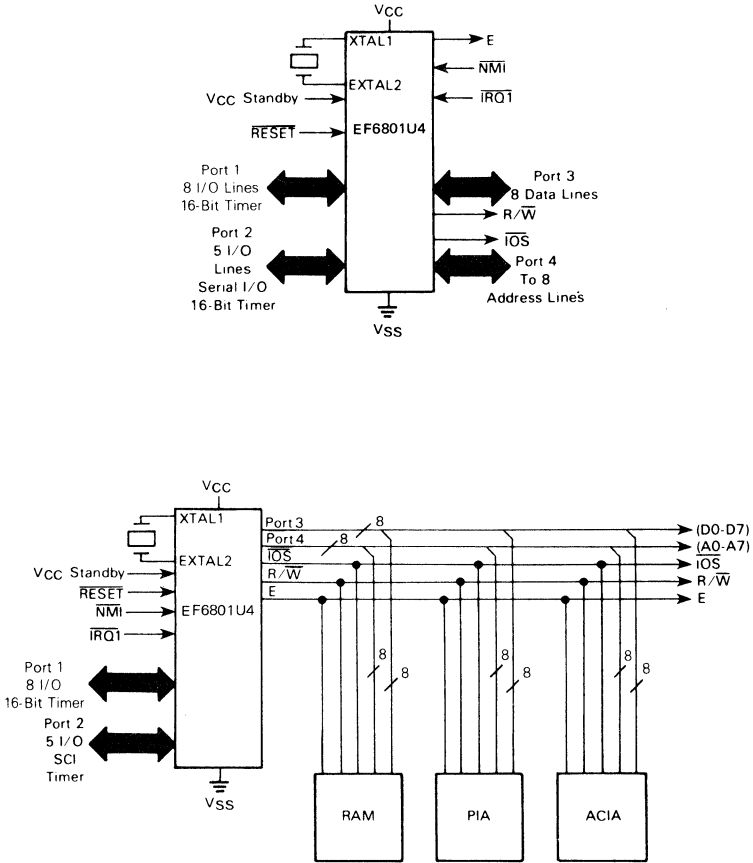 VCC
XTAL1
E
NMI
EXTAL2
VCC Standby
IRQ1
RESET
EF6801U4
Port 1
8 I/O Lines
16-Bit Timer
Port 3
8 Data Lines
R/W
Port 2
5 I/O
Lines
Serial I/O
16-Bit Timer
IOS
Port 4
To 8
Address Lines
VSS
VCC
XTAL1
EXTAL2
VCC Standby
RESET
NMI
EF6801U4
IRQ1
Port 1
8 I/O
16-Bit Timer
Port 2
5 I/O
SCI
Timer
VSS
Port 3
8
(D0-D7)
Port 4
8
(A0-A7)
IOS
IOS
R/W
R/W
E
E
8
8
8
8
8
8
RAM
PIA
ACIA